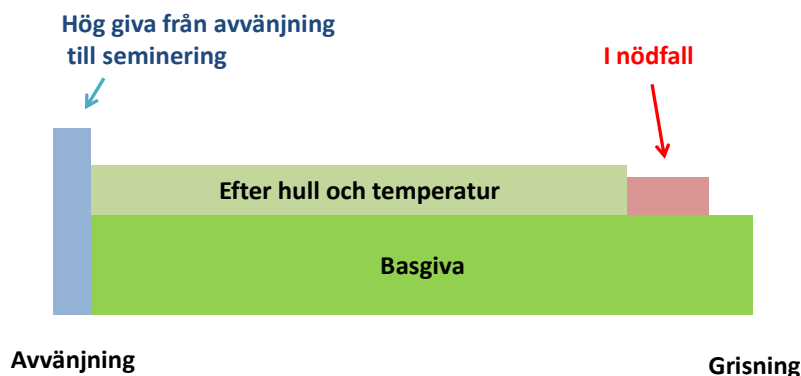 Hög giva från avvänjning
till seminering
I nödfall
Efter hull och temperatur
Basgiva
Avvänjning
Grisning